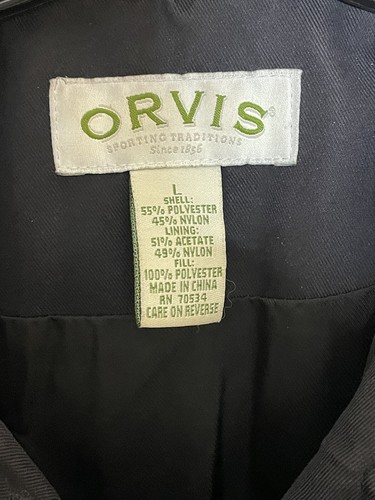 ORVIS®
SPORTING TRADITIONS
Since 1856
L
SHELL:
55% POLYESTER
45% NYLON
LINING:
51% ACETATE
49% NYLON
FILL:
100% POLYESTER
MADE IN CHINA
RN 70534
CARE ON REVERSE